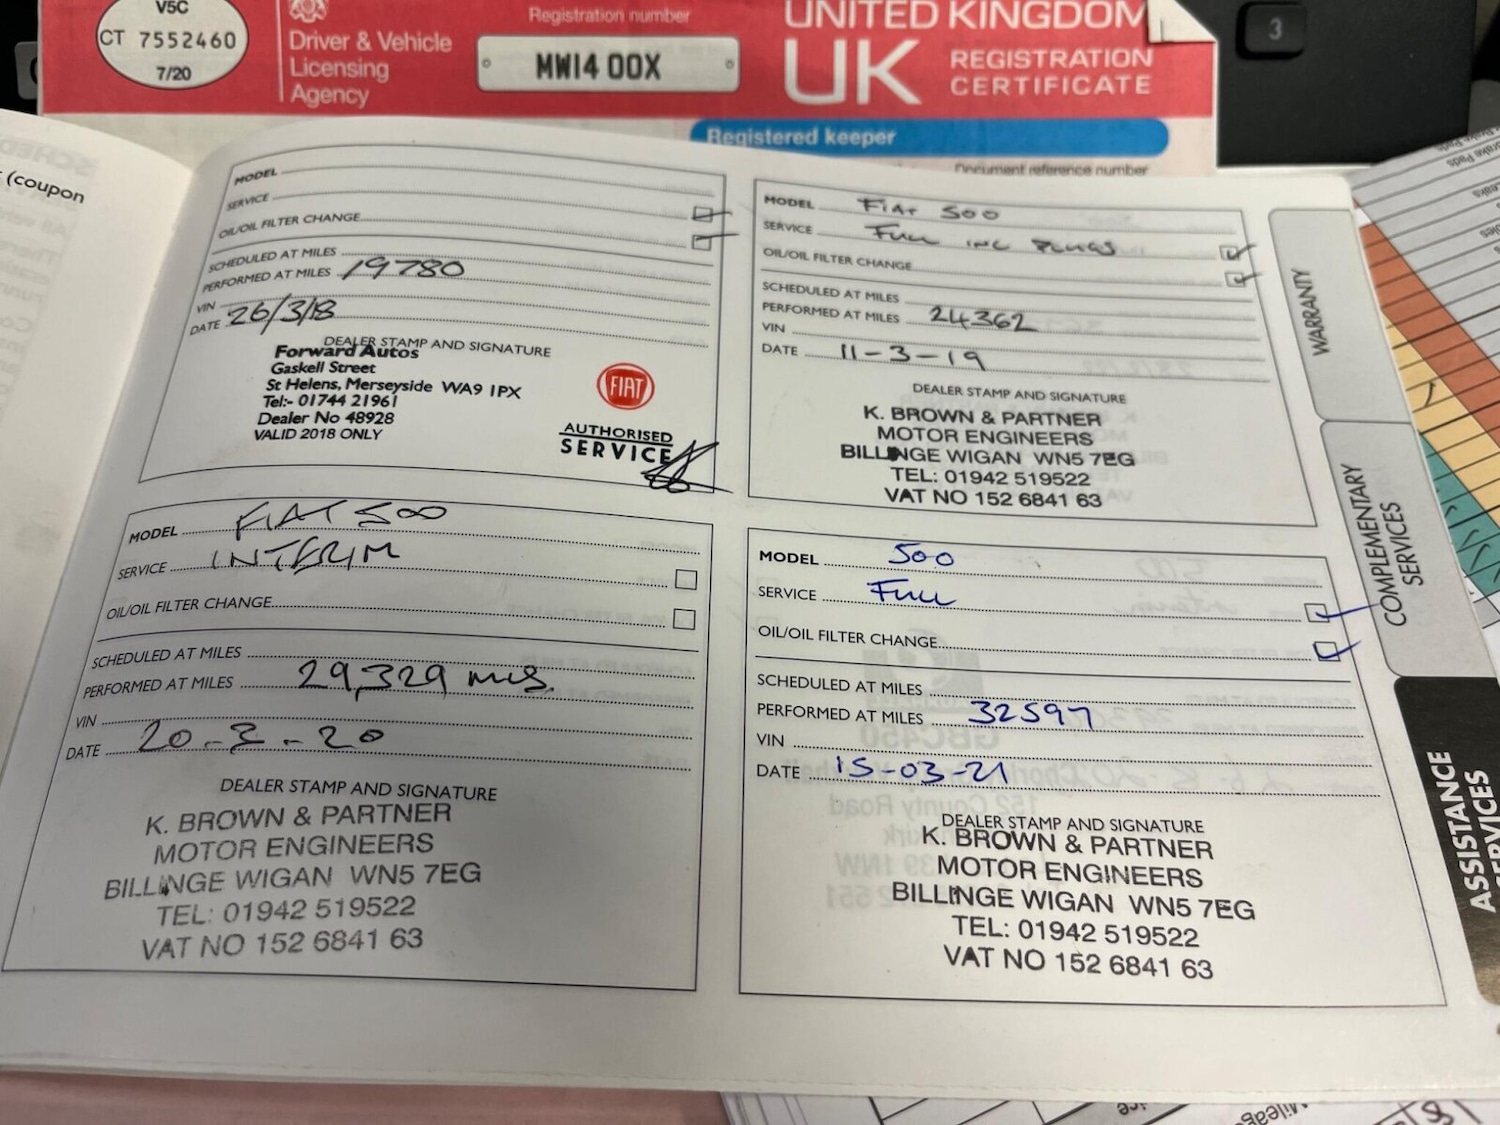 V5C
CT 7552460
7/20
Driver & Vehicle
Licensing
Agency
Registration number
MW14 OOX
UNITED KINGDOM
UK
REGISTRATION
CERTIFICATE
3
Registered keeper
Document reference number
(coupon
MODEL
SERVICE
OIL/OIL FILTER CHANGE
SCHEDULED AT MILES
PERFORMED AT MILES 19780
VIN
DATE 26/3/18
DEALER STAMP AND SIGNATURE
Forward Autos
Gaskell Street
St Helens, Merseyside WA9 1PX
Tel:- 01744 21961
Dealer No 48928
VALID 2018 ONLY
FIAT
AUTHORISED
SERVICE
MODEL Fiat 500
SERVICE Full inc Plugs
OIL/OIL FILTER CHANGE
SCHEDULED AT MILES
PERFORMED AT MILES 24362
VIN
DATE 11-3-19
DEALER STAMP AND SIGNATURE
K. BROWN & PARTNER
MOTOR ENGINEERS
BILLINGE WIGAN WN5 7EG
TEL: 01942 519522
VAT NO 152 6841 63
MODEL FIAT 500
SERVICE INTERIM
OIL/OIL FILTER CHANGE
SCHEDULED AT MILES
PERFORMED AT MILES 29,329 mls
VIN
DATE 20-3-20
DEALER STAMP AND SIGNATURE
K. BROWN & PARTNER
MOTOR ENGINEERS
BILLINGE WIGAN WN5 7EG
TEL: 01942 519522
VAT NO 152 6841 63
MODEL 500
SERVICE Full
OIL/OIL FILTER CHANGE
SCHEDULED AT MILES
PERFORMED AT MILES 32597
VIN
DATE 15-03-21
DEALER STAMP AND SIGNATURE
K. BROWN & PARTNER
MOTOR ENGINEERS
BILLINGE WIGAN WN5 7EG
TEL: 01942 519522
VAT NO 152 6841 63
WARRANTY
COMPLEMENTARY
SERVICES
ASSISTANCE
SERVICES
Brake Pads
Mileage